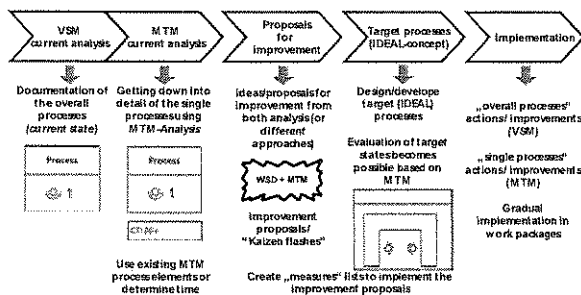 VSM
current analysis
MTM
current analysis
Proposals
for
improvement
Target processes
(IDEAL-concept)
Implementation
Documentation of
the overall
processes
(current state)
Process
1
Getting down into
detail of the single
processes using
MTM-Analysis
Process
1
Use existing MTM
process elements or
determine time
Ideas/proposals for
improvement from
both analysis (or
different
approaches)
WSD + MTM
Improvement
proposals/
"Kaizen flashes"
Design/develope
target (IDEAL)
processes
Evaluation of target
states becomes
possible based on
MTM
Create „measures" lists to implement the
improvement proposals
„overall processes"
actions/ improvements
(VSM)
„single processes"
actions/ improvements
(MTM)
Gradual
implementation in
work packages